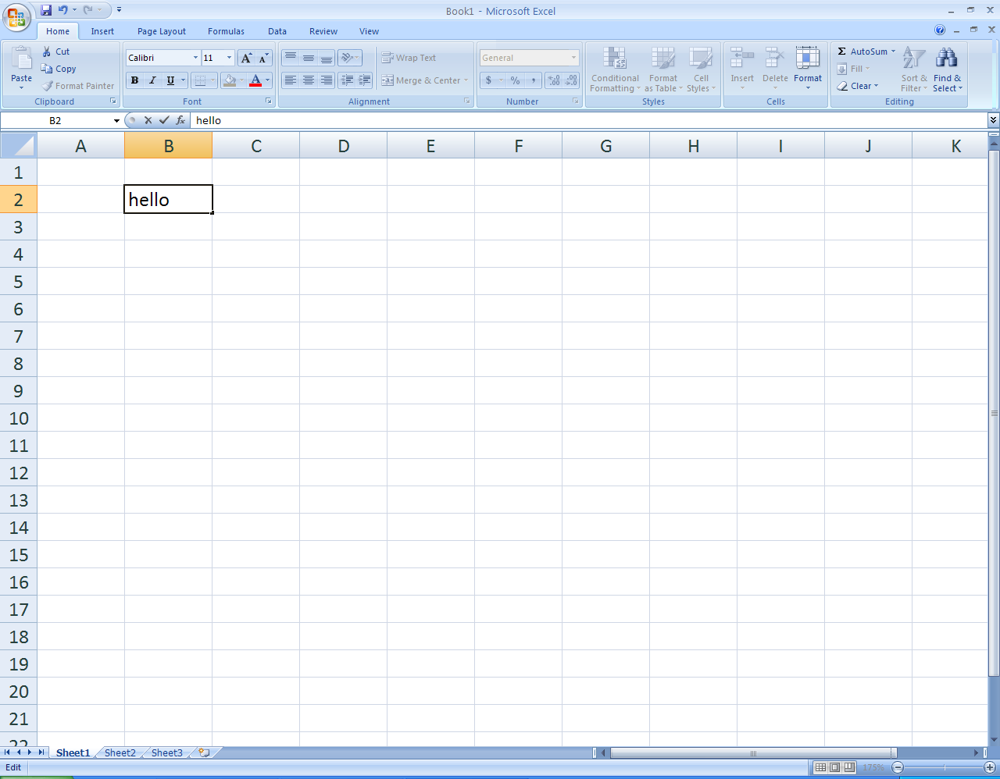 Book1 - Microsoft Excel
Home Insert Page Layout Formulas Data Review View
Paste
Cut
Copy
Format Painter
Clipboard
Calibri 11
B I U A
Font
Wrap Text
Merge & Center
Alignment
General
$ % ,
Number
Conditional Formatting
Format as Table
Cell Styles
Styles
Insert Delete Format
Cells
Σ AutoSum
Fill
Clear
Sort & Filter
Find & Select
Editing
B2 fx hello
A B C D E F G H I J K
1
2 hello
3
4
5
6
7
8
9
10
11
12
13
14
15
16
17
18
19
20
21
22
Sheet1 Sheet2 Sheet3
Edit 175%